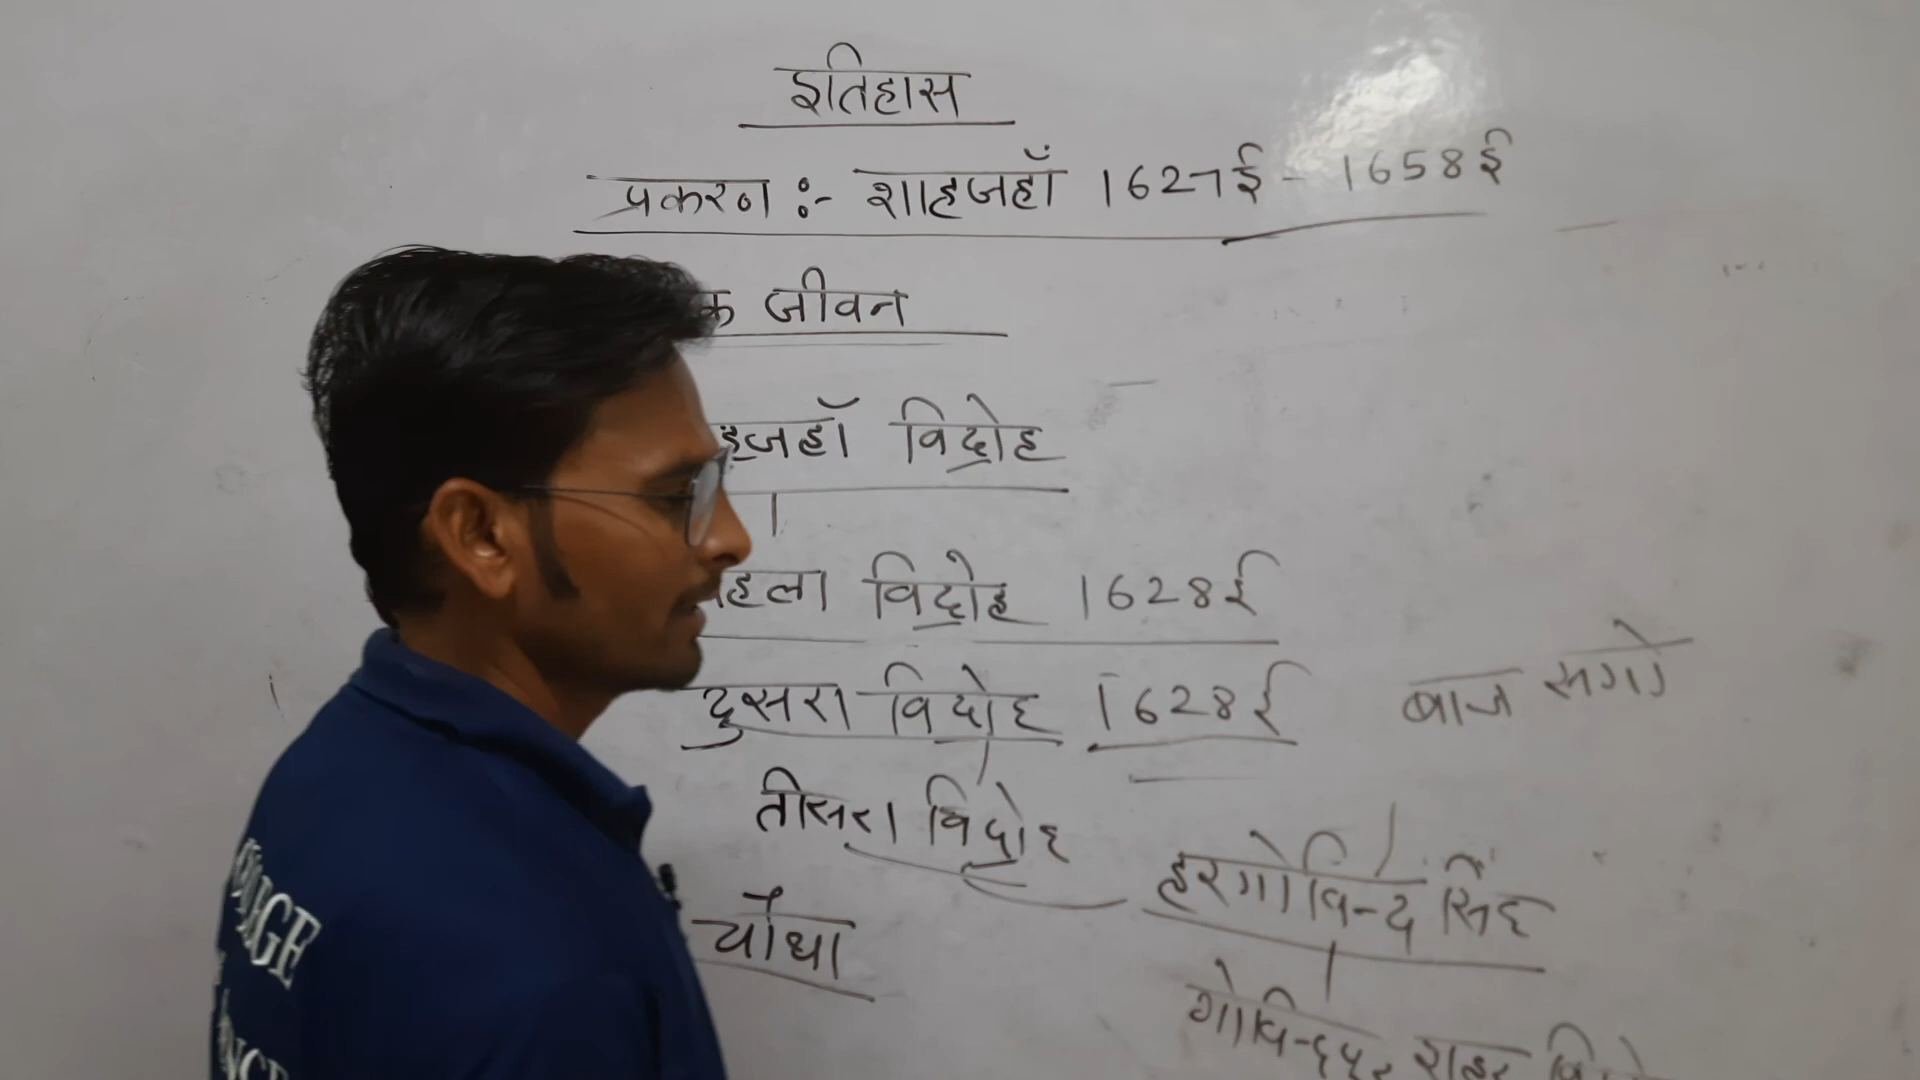 इतिहास
प्रकरण :- शाहजहाँ 1627ई - 1658ई
क जीवन
हजहाँ विद्रोह
हला विद्रोह 1628ई
दुसरा विद्रोह 1628ई बाज
तीसरा विद्रोह
हरगोविन्द सिंह
चौथा